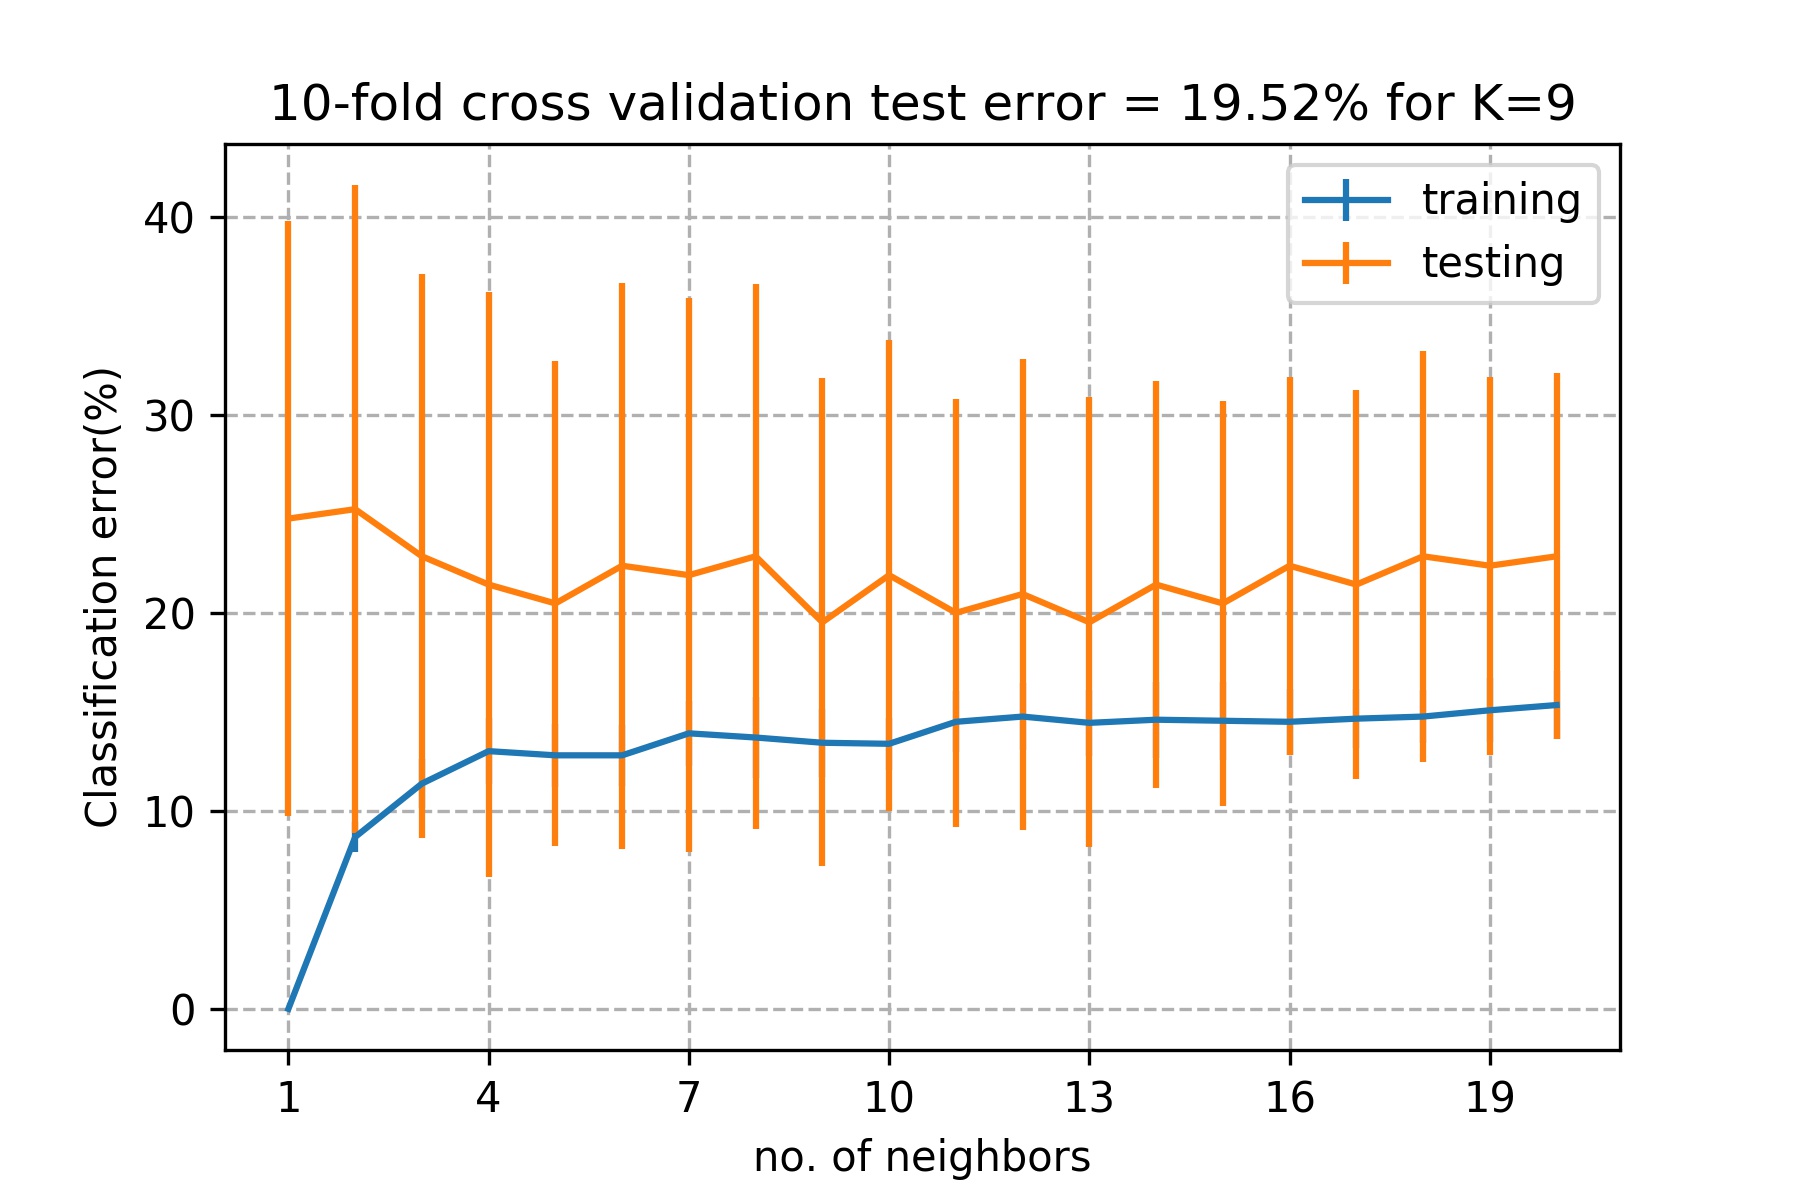 10-fold cross validation test error = 19.52% for K=9
training
testing
Classification error(%)
40
30
20
10
0
1 4 7 10 13 16 19
no. of neighbors